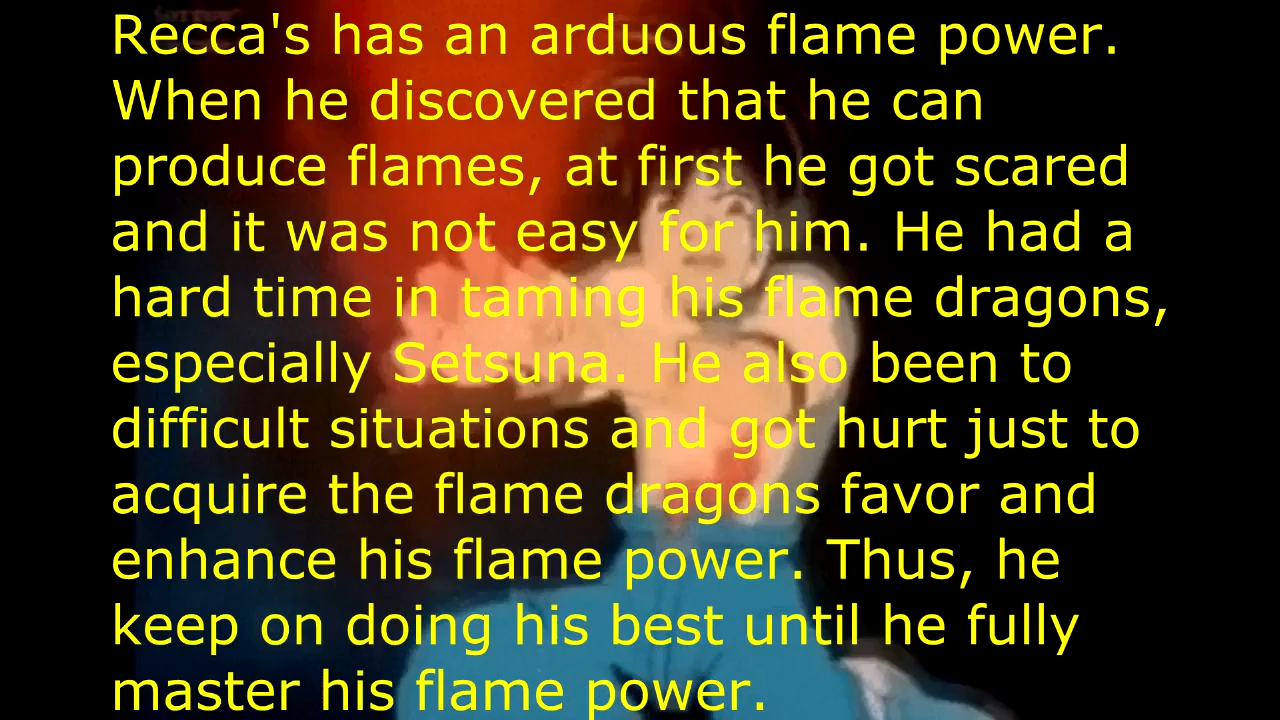 Recca's has an arduous flame power.
When he discovered that he can
produce flames, at first he got scared
and it was not easy for him. He had a
hard time in taming his flame dragons,
especially Setsuna. He also been to
difficult situations and got hurt just to
acquire the flame dragons favor and
enhance his flame power. Thus, he
keep on doing his best until he fully
master his flame power.